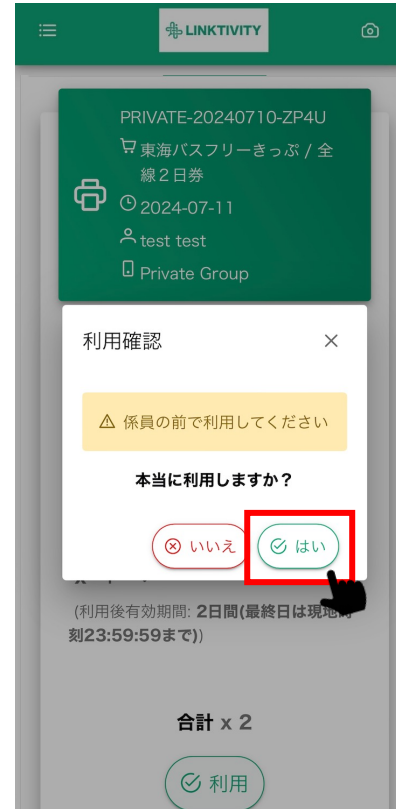 LINKTIVITY
PRIVATE-20240710-ZP4U
東海バスフリーきっぷ / 全
線2日券
2024-07-11
test test
Private Group
利用確認
係員の前で利用してください
本当に利用しますか？
いいえ
はい
(利用後有効期間: 2日間(最終日は現地時
刻23:59:59まで))
合計 x 2
利用